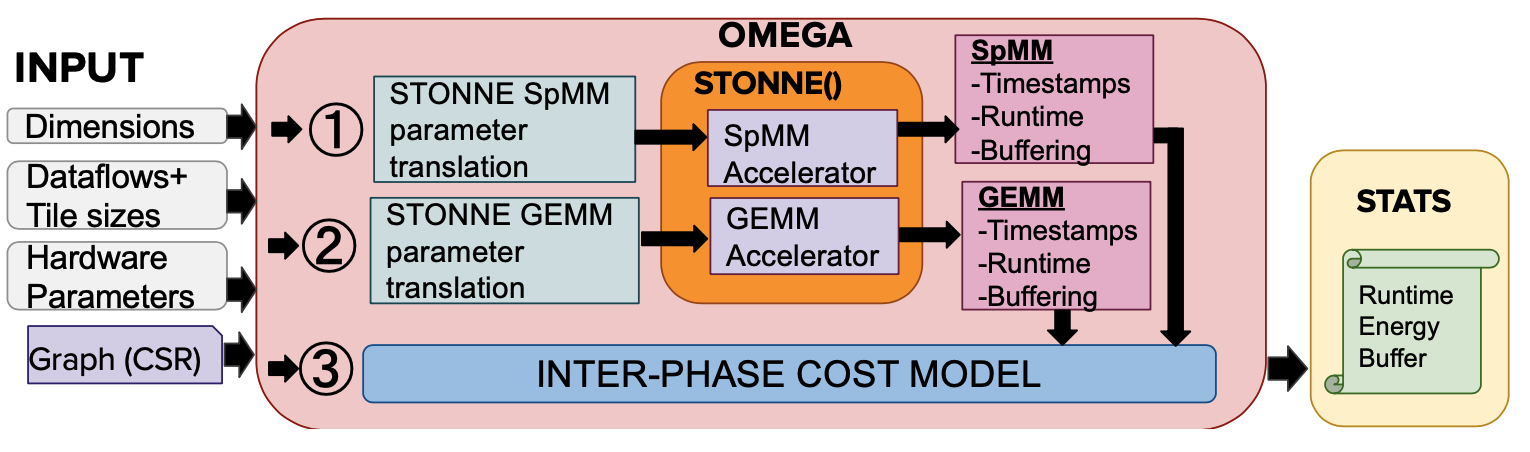 INPUT
Dimensions
Dataflows+
Tile sizes
Hardware
Parameters
Graph (CSR)
OMEGA
①
STONNE SpMM
parameter
translation
②
STONNE GEMM
parameter
translation
STONNE()
SpMM
Accelerator
GEMM
Accelerator
SpMM
-Timestamps
-Runtime
-Buffering
GEMM
-Timestamps
-Runtime
-Buffering
③
INTER-PHASE COST MODEL
STATS
Runtime
Energy
Buffer